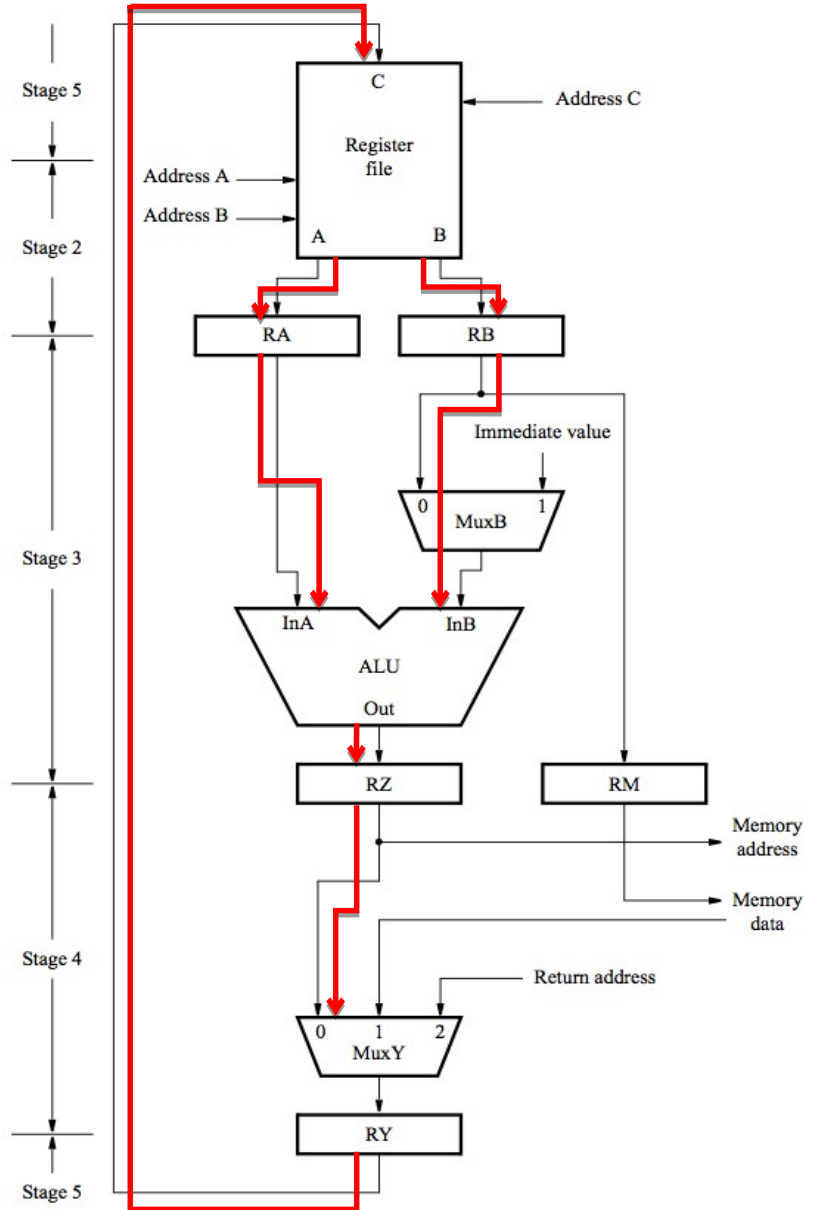 Stage 5
C
Address C
Register
file
Address A
Address B
A
B
Stage 2
RA
RB
Immediate value
0
1
MuxB
Stage 3
InA
InB
ALU
Out
RZ
RM
Memory
address
Memory
data
Stage 4
Return address
0
1
2
MuxY
RY
Stage 5